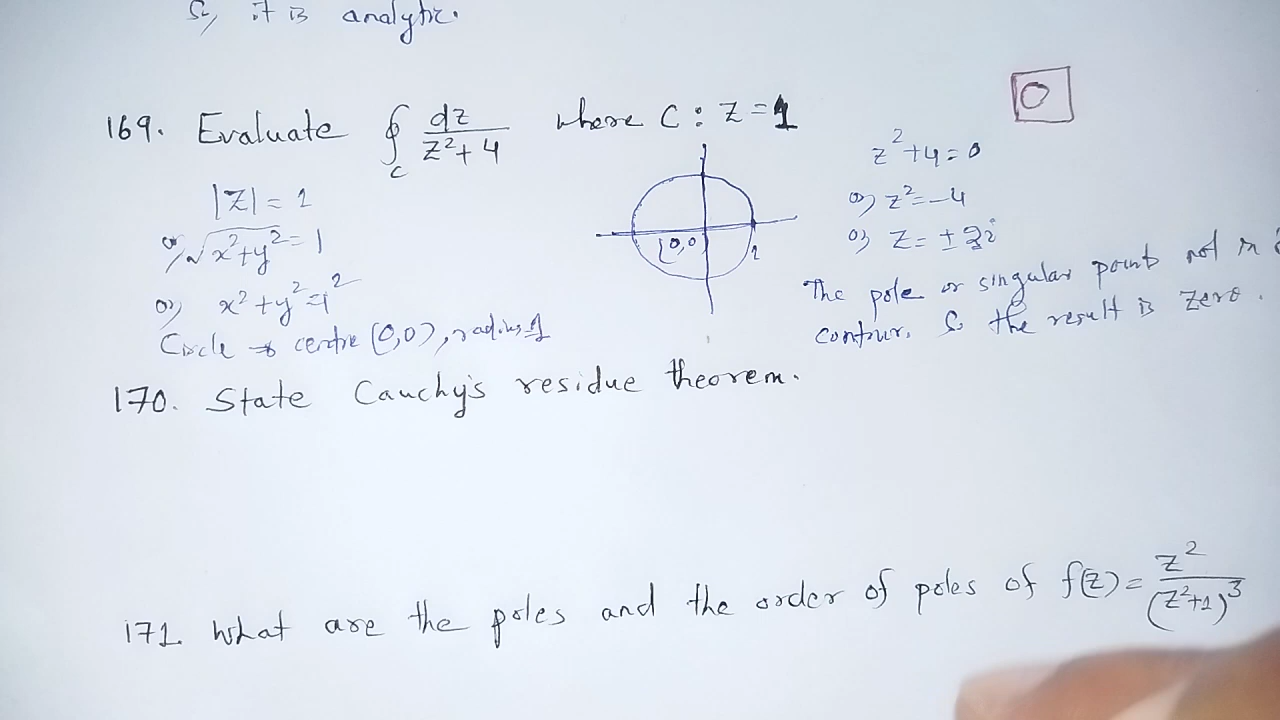 So, it is analytic.
169. Evaluate ∮_C dz/(z²+4) where C : z = 1
0
|z| = 1
or, √(x²+y²) = 1
or, x²+y² = 1²
Circle → centre (0,0), radius 1
(0,0)
1
z²+4=0
or, z²=-4
or, z = ± 2i
The pole or singular point not in
contour. So the result is zero.
170. State Cauchy's residue theorem.
171. What are the poles and the order of poles of f(z) = z²/(z²+1)³